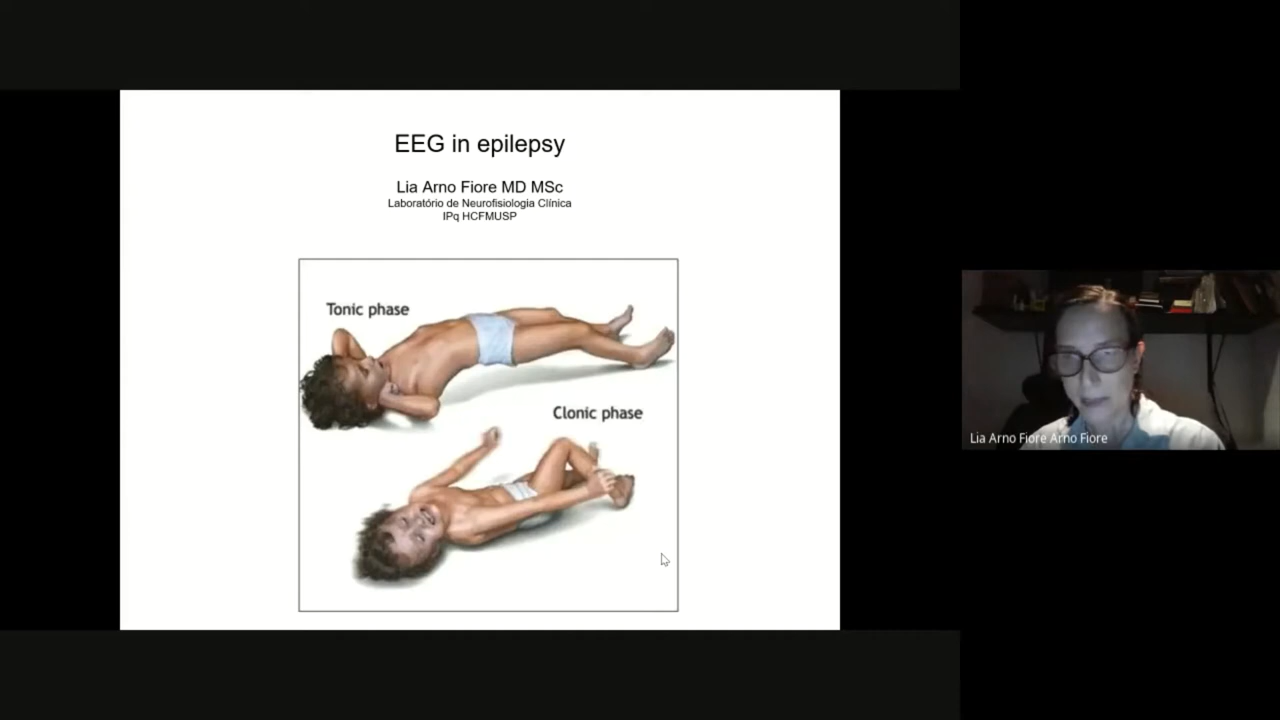 EEG in epilepsy
Lia Arno Fiore MD MSc
Laboratório de Neurofisiologia Clínica
IPq HCFMUSP
Tonic phase
Clonic phase
Lia Arno Fiore Arno Fiore